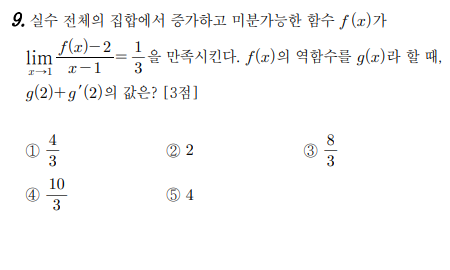 9. 실수 전체의 집합에서 증가하고 미분가능한 함수 f(x)가
lim_{x→1} \frac{f(x)-2}{x-1} = \frac{1}{3}을 만족시킨다. f(x)의 역함수를 g(x)라 할 때,
g(2)+g′(2)의 값은? [3점]
① \frac{4}{3} ② 2 ③ \frac{8}{3}
④ \frac{10}{3} ⑤ 4